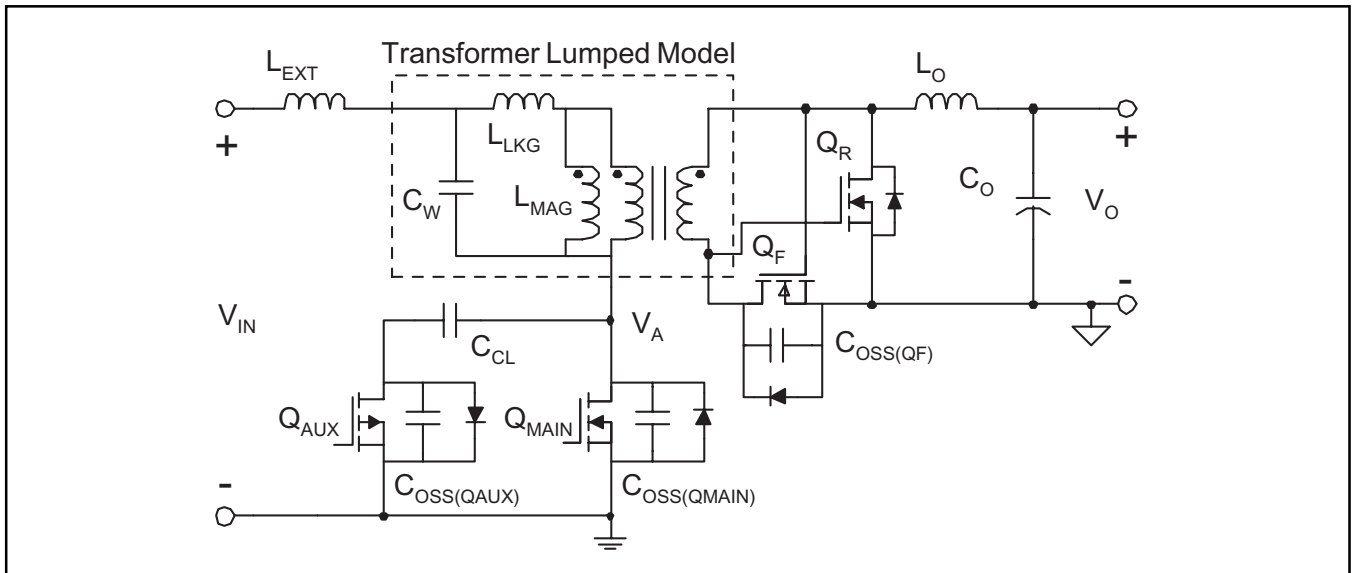 Transformer Lumped Model
L_EXT
L_O
+
L_LKG
Q_R
+
C_W
L_MAG
C_O
V_O
Q_F
-
V_IN
C_CL
V_A
C_OSS(QF)
Q_AUX
Q_MAIN
-
C_OSS(QAUX)
C_OSS(QMAIN)